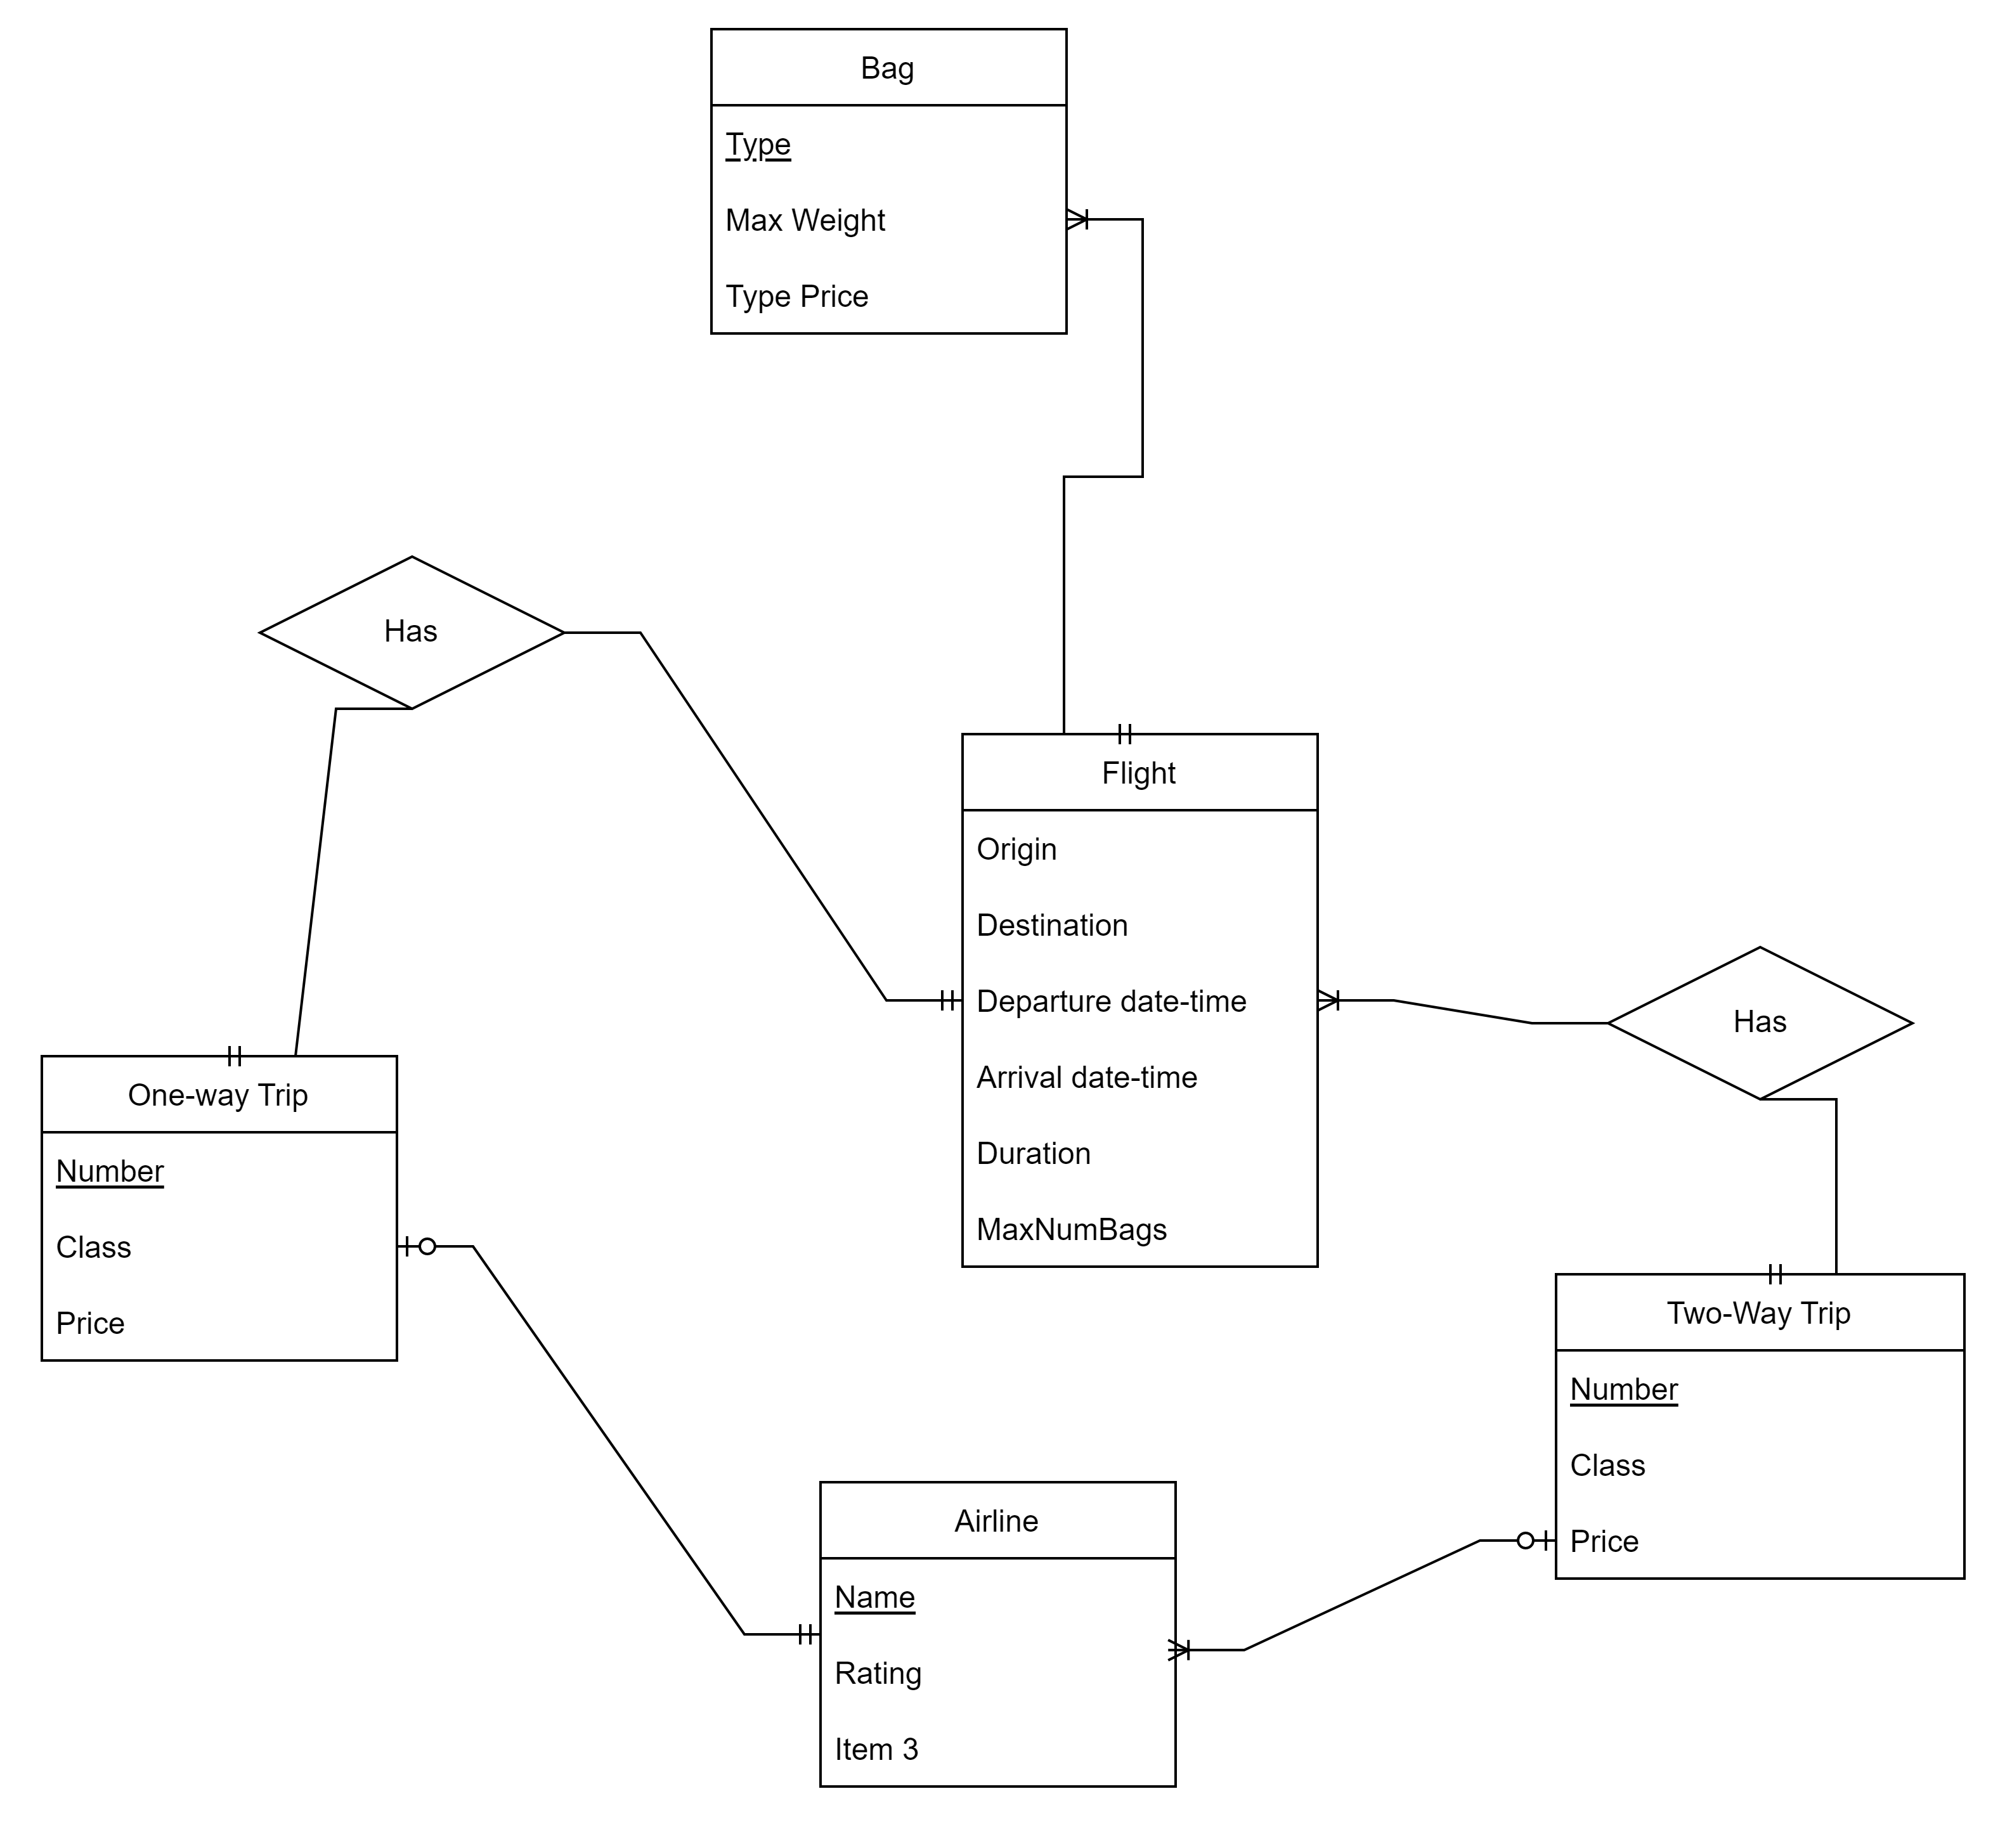 Bag
Type
Max Weight
Type Price
Has
Flight
Origin
Destination
Departure date-time
Arrival date-time
Duration
MaxNumBags
Has
One-way Trip
Number
Class
Price
Two-Way Trip
Number
Class
Price
Airline
Name
Rating
Item 3